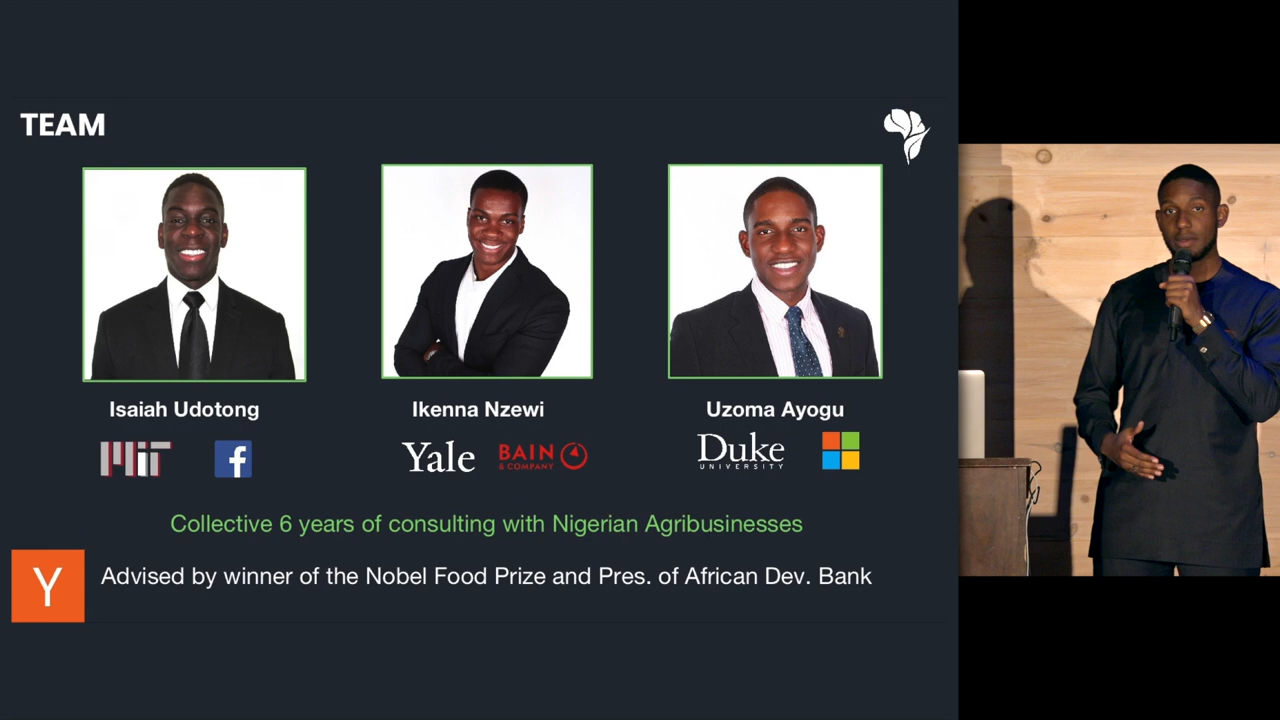 TEAM
Isaiah Udotong
Ikenna Nzewi
Uzoma Ayogu
MIT
f
Yale
BAIN
& COMPANY
Duke
UNIVERSITY
Collective 6 years of consulting with Nigerian Agribusinesses
Y
Advised by winner of the Nobel Food Prize and Pres. of African Dev. Bank